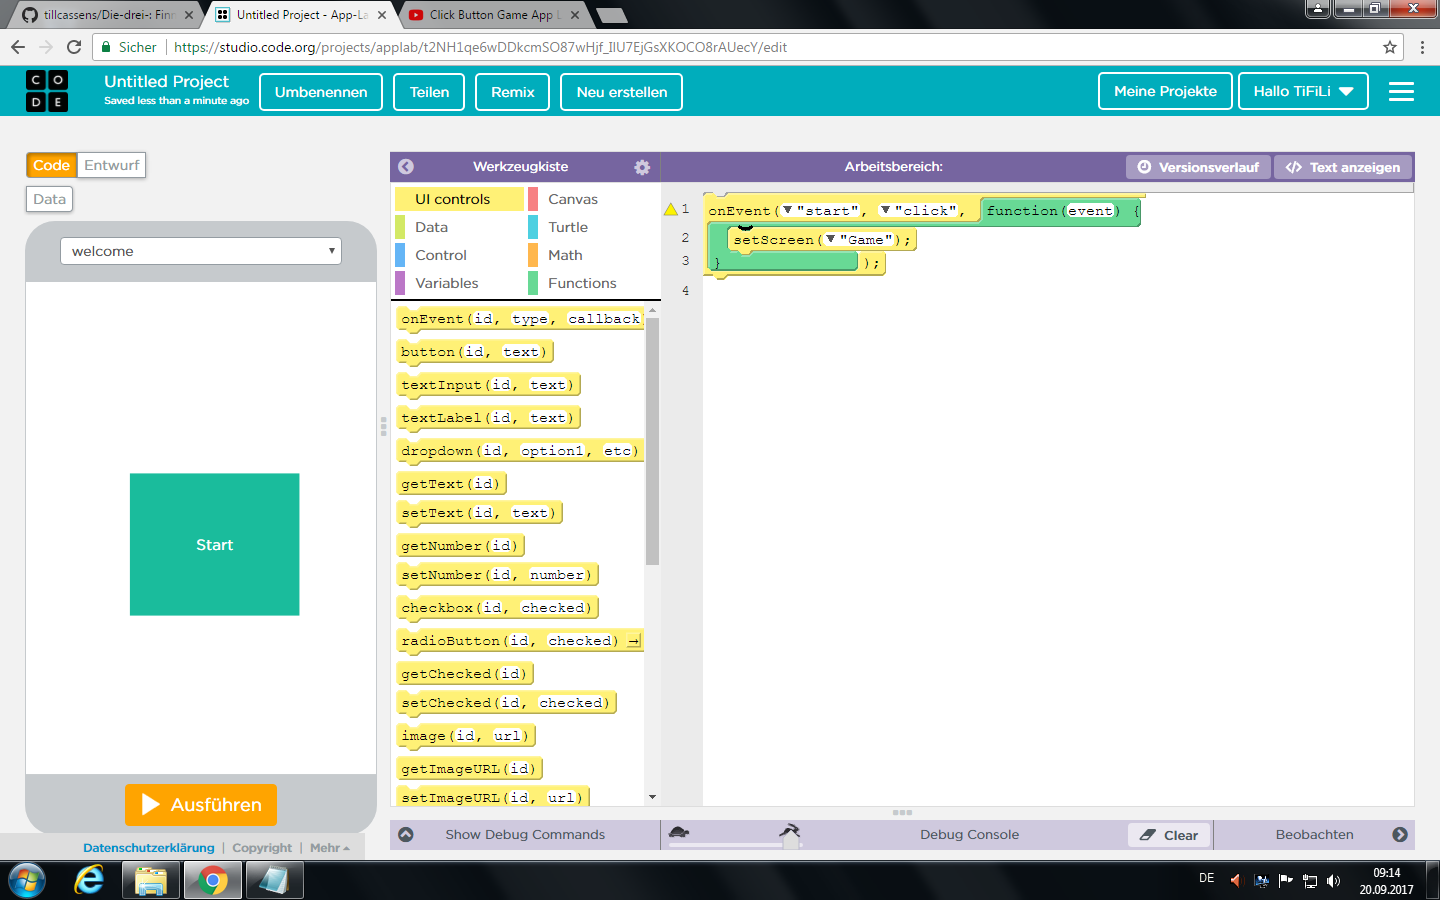 tillcassens/Die-drei-: Finn
Untitled Project - App-La
Click Button Game App L
Sicher
https://studio.code.org/projects/applab/t2NH1qe6wDDkcmSO87wHjf_IlU7EjGsXKOCO8rAUecY/edit
C O
D E
Untitled Project
Saved less than a minute ago
Umbenennen
Teilen
Remix
Neu erstellen
Meine Projekte
Hallo TiFiLi
Code
Entwurf
Data
welcome
Start
Ausführen
Datenschutzerklärung | Copyright | Mehr
Werkzeugkiste
UI controls
Canvas
Data
Turtle
Control
Math
Variables
Functions
onEvent(id, type, callback
button(id, text)
textInput(id, text)
textLabel(id, text)
dropdown(id, option1, etc)
getText(id)
setText(id, text)
getNumber(id)
setNumber(id, number)
checkbox(id, checked)
radioButton(id, checked)
getChecked(id)
setChecked(id, checked)
image(id, url)
getImageURL(id)
setImageURL(id, url)
Arbeitsbereich:
Versionsverlauf
</> Text anzeigen
1 onEvent("start", "click", function(event) {
2 setScreen("Game");
3 } );
4
Show Debug Commands
Debug Console
Clear
Beobachten
DE
09:14
20.09.2017